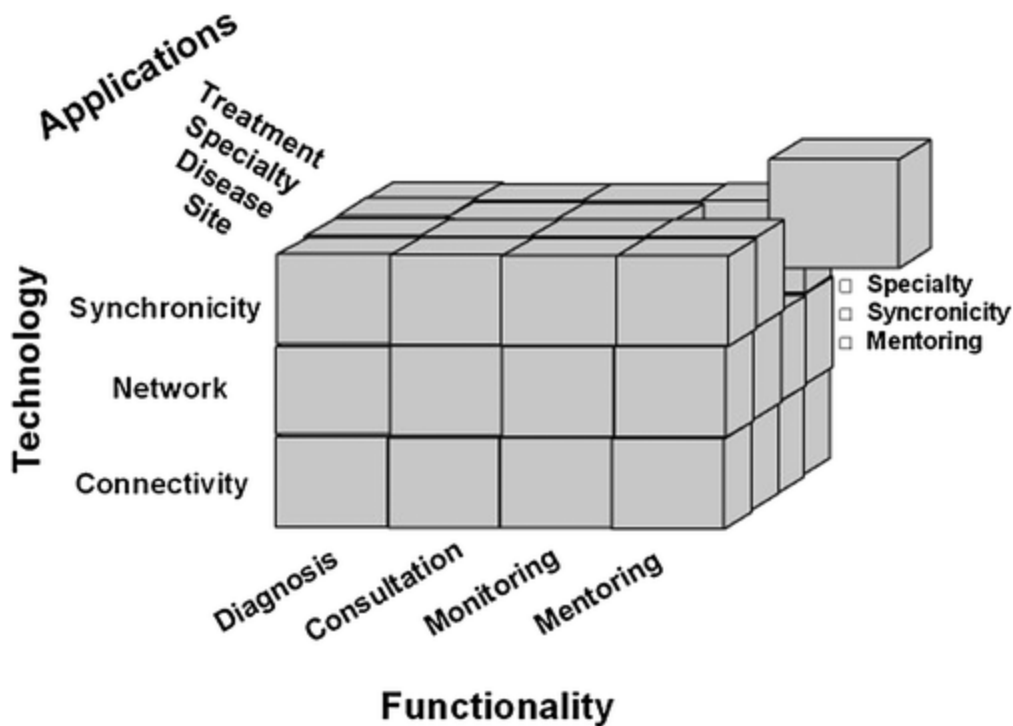 Applications
Treatment
Specialty
Disease
Site
Technology
Synchronicity
Network
Connectivity
Specialty
Syncronicity
Mentoring
Diagnosis
Consultation
Monitoring
Mentoring
Functionality